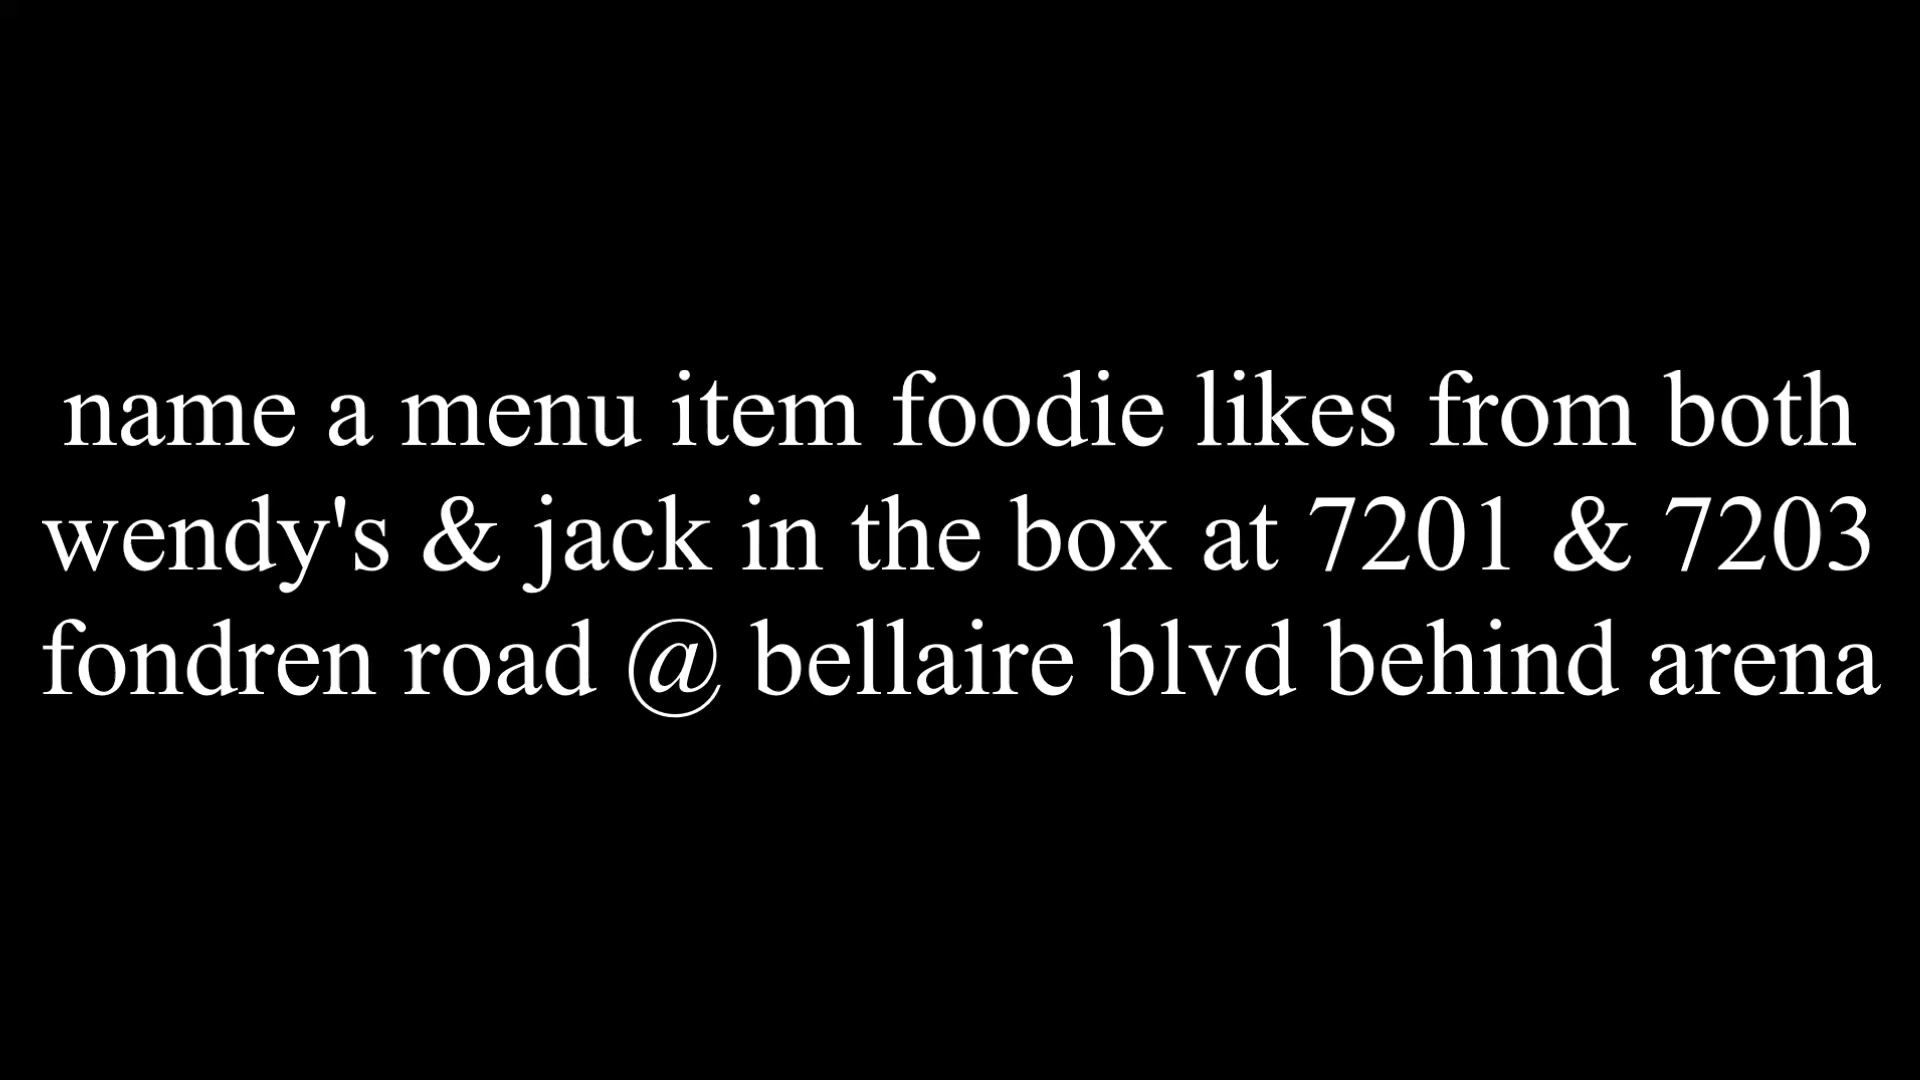 name a menu item foodie likes from both
wendy's & jack in the box at 7201 & 7203
fondren road @ bellaire blvd behind arena